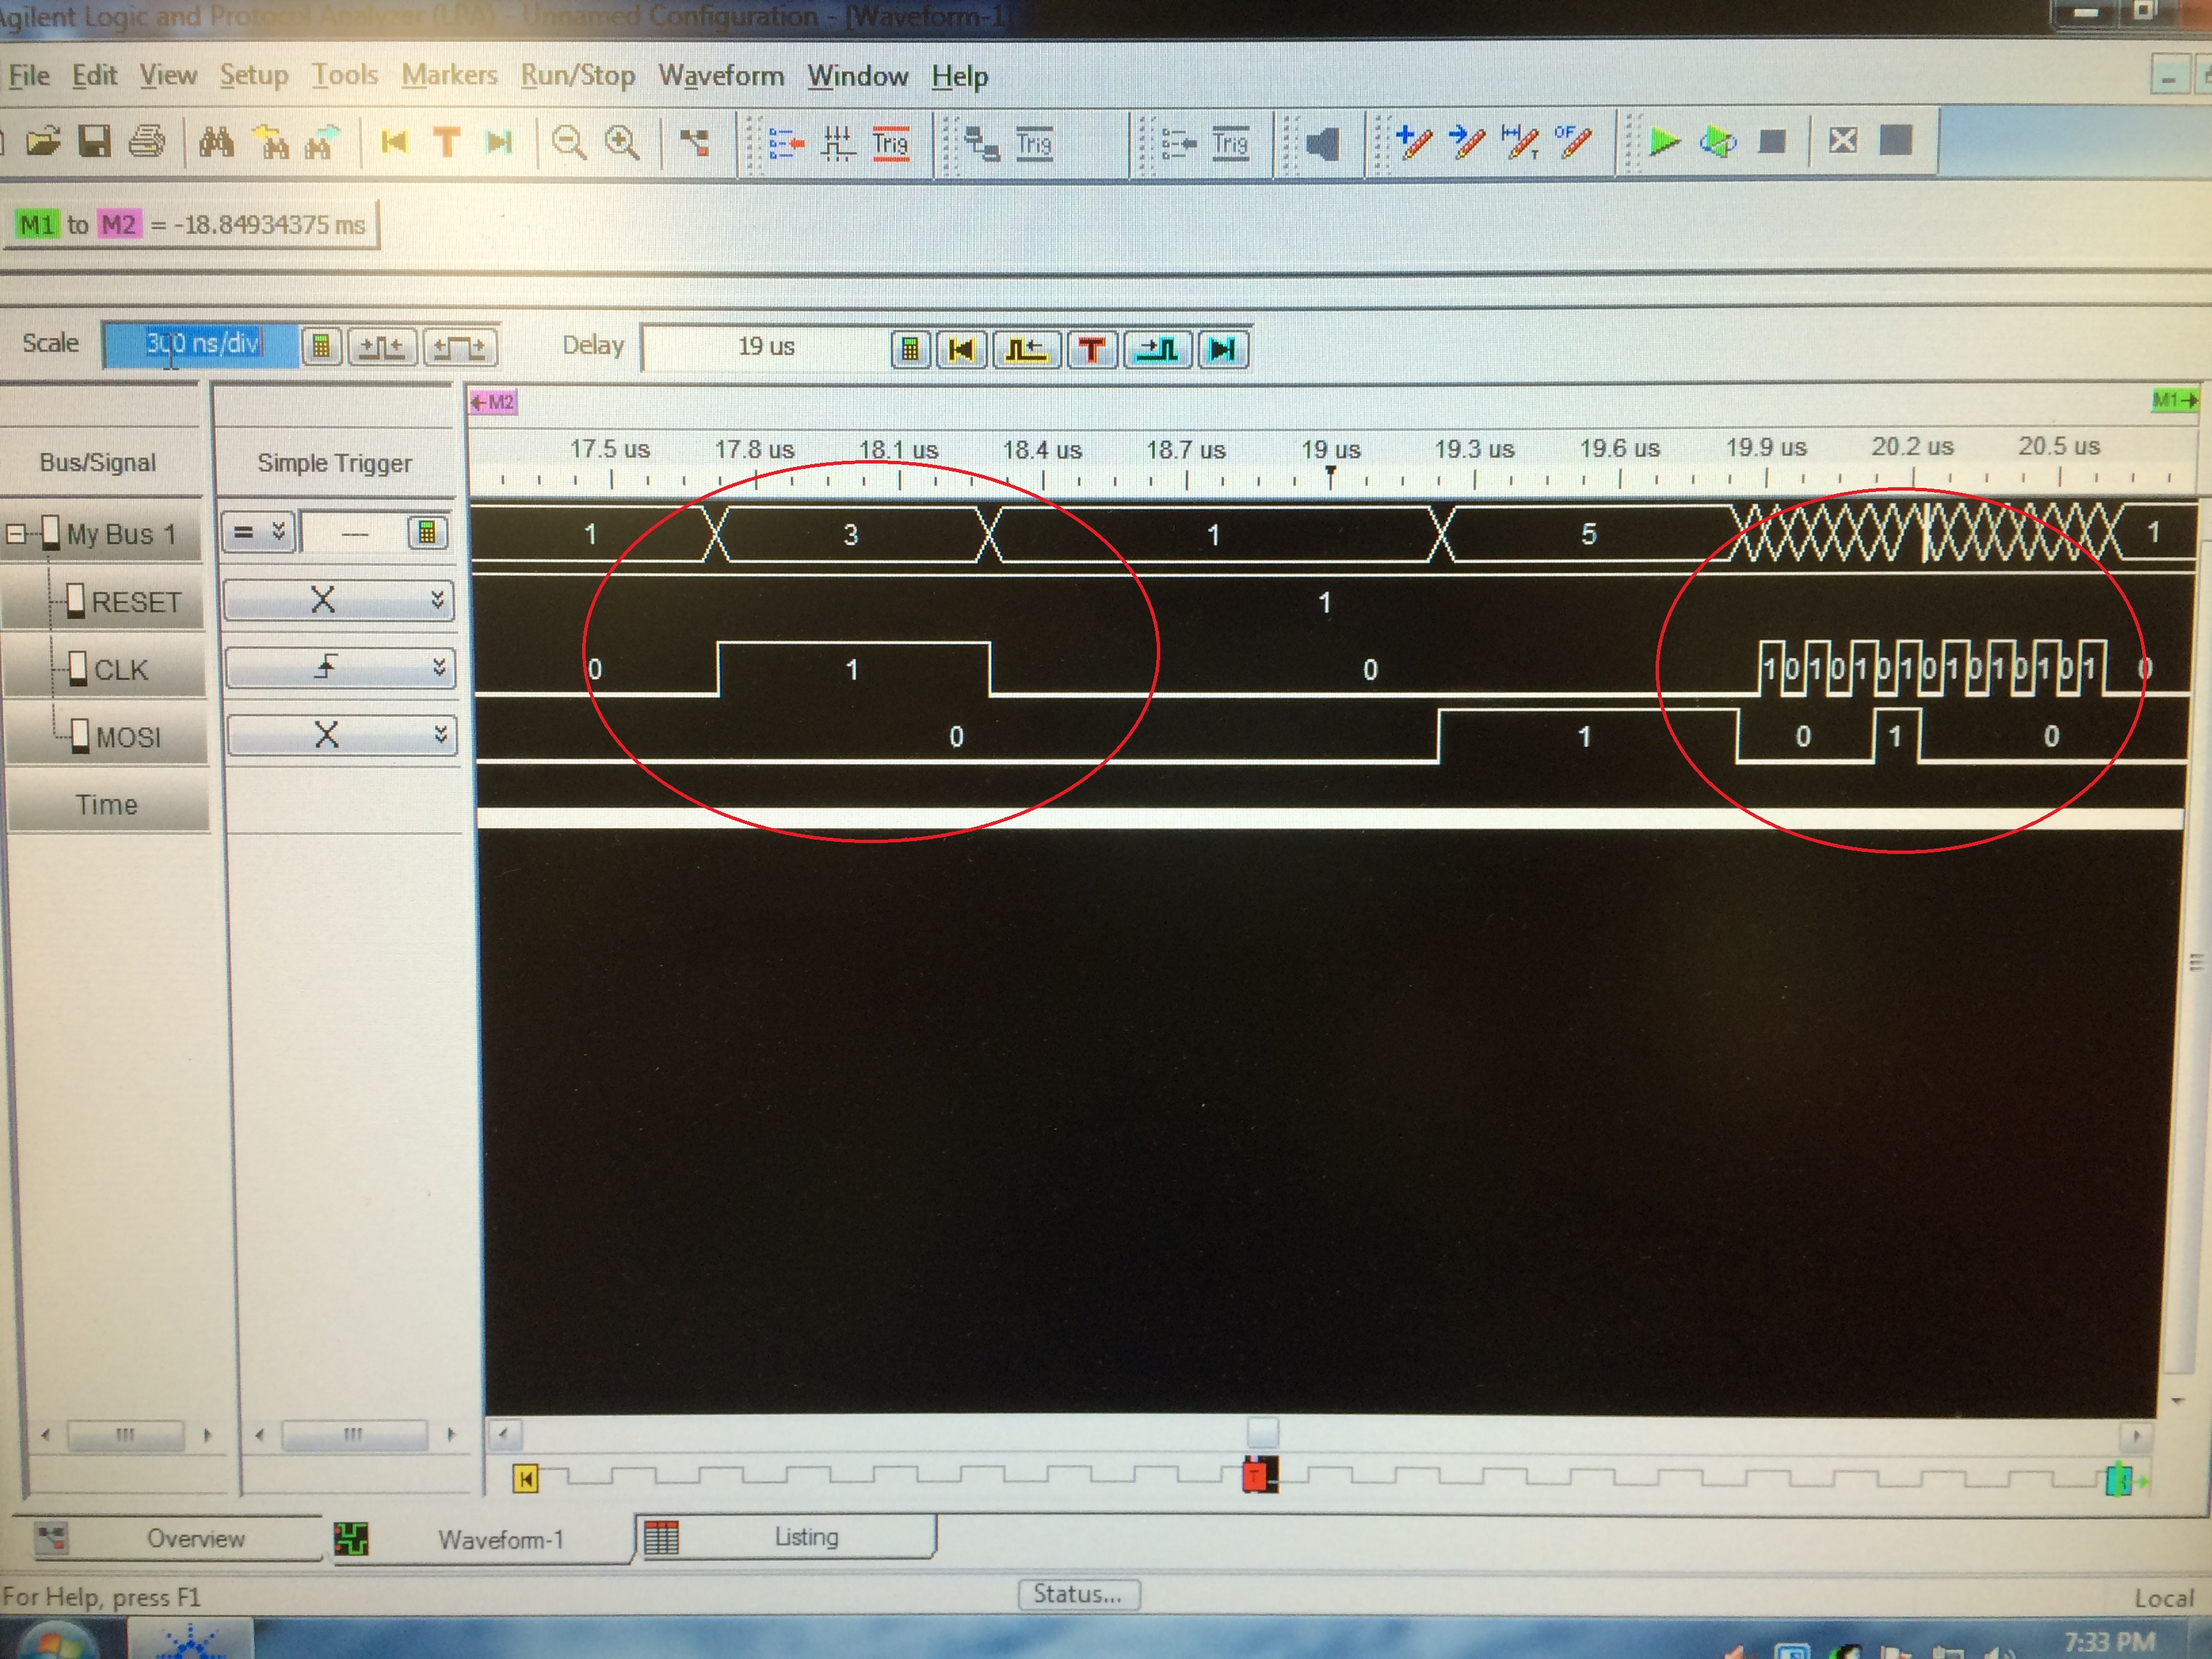 Agilent Logic and Protocol Analyzer (LPA) - Unnamed Configuration - [Waveform-1]
File Edit View Setup Tools Markers Run/Stop Waveform Window Help
Trig Trig Trig
M1 to M2 = -18.84934375 ms
Scale 300 ns/div Delay 19 us T
M2 M1
17.5 us 17.8 us 18.1 us 18.4 us 18.7 us 19 us 19.3 us 19.6 us 19.9 us 20.2 us 20.5 us
Bus/Signal Simple Trigger
My Bus 1 = --- 1 3 1 5 1
RESET X 1
CLK 0 1 0 1 0 1 0 1 0 1 0 1 0 1 0 1 0 1 0
MOSI X 0 1 0 1 0
Time
T
Overview Waveform-1 Listing
For Help, press F1 Status... Local
7:33 PM